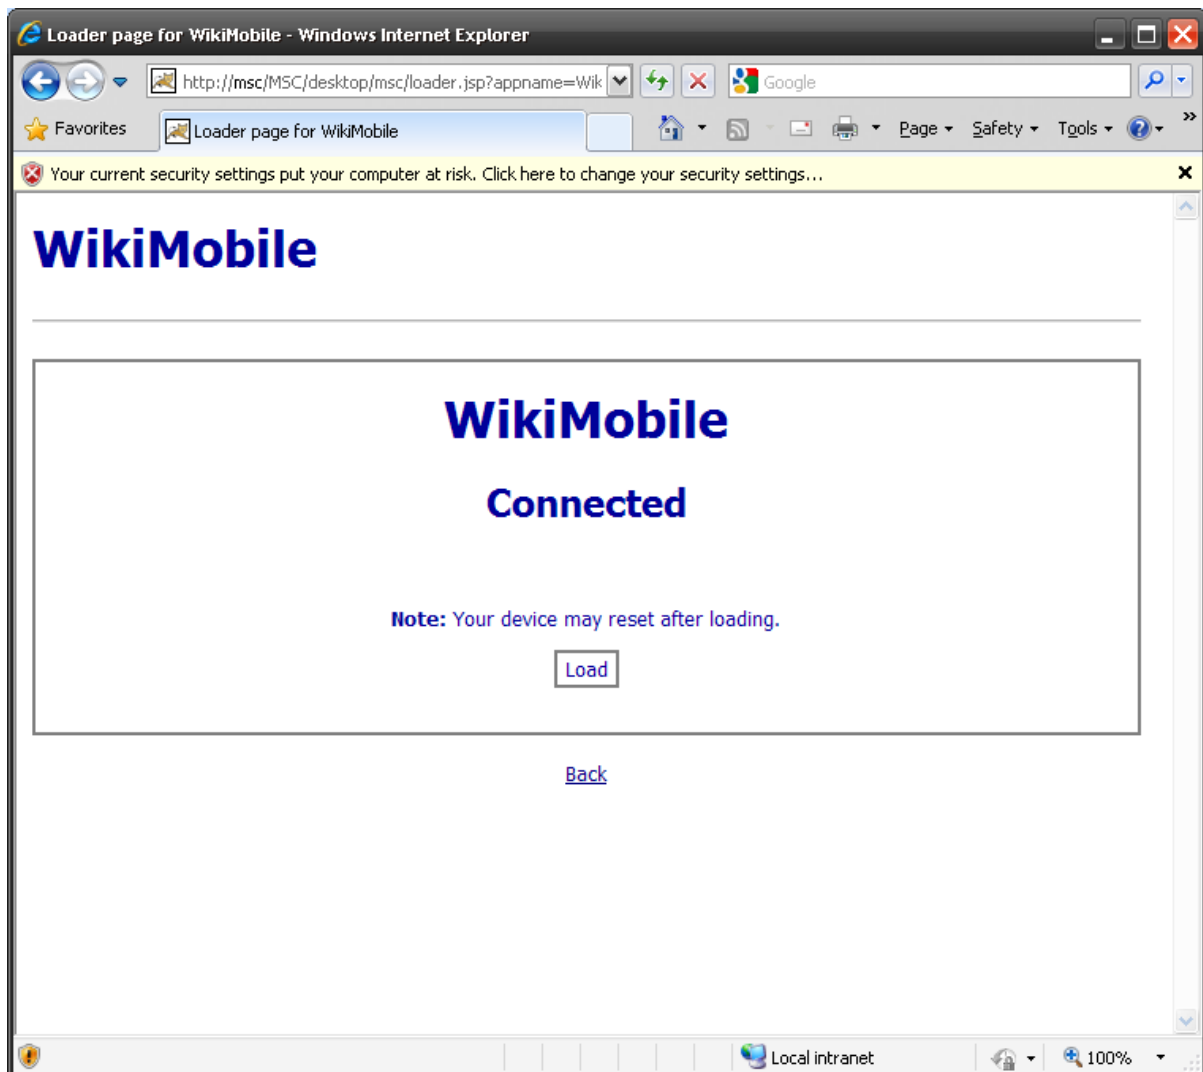 Loader page for WikiMobile - Windows Internet Explorer
http://msc/MSC/desktop/msc/loader.jsp?appname=Wik
Google
Favorites
Loader page for WikiMobile
Page
Safety
Tools
»
Your current security settings put your computer at risk. Click here to change your security settings...
WikiMobile
WikiMobile
Connected
Note: Your device may reset after loading.
Load
Back
Local intranet
100%